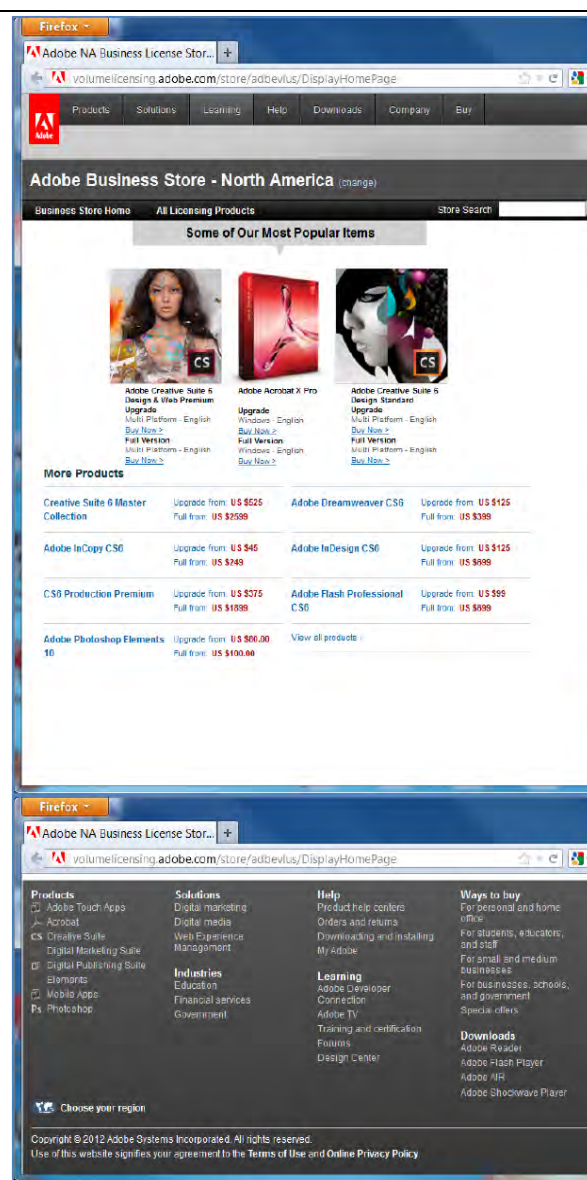 Firefox
Adobe NA Business License Stor... +
volumelicensing.adobe.com/store/adbevlus/DisplayHomePage
Adobe
Products Solutions Learning Help Downloads Company Buy
Adobe Business Store - North America (change)
Business Store Home All Licensing Products Store Search
Some of Our Most Popular Items
CS
CS
Adobe Creative Suite 6
Design & Web Premium
Upgrade
Multi Platform - English
Buy Now >
Full Version
Multi Platform - English
Buy Now >
Adobe Acrobat X Pro
Upgrade
Windows - English
Buy Now >
Full Version
Windows - English
Buy Now >
Adobe Creative Suite 6
Design Standard
Upgrade
Multi Platform - English
Buy Now >
Full Version
Multi Platform - English
Buy Now >
More Products
Creative Suite 6 Master
Collection
Upgrade from: US $525
Full from: US $2599
Adobe Dreamweaver CS6
Upgrade from: US $125
Full from: US $399
Adobe InCopy CS6
Upgrade from: US $45
Full from: US $249
Adobe InDesign CS6
Upgrade from: US $125
Full from: US $699
CS6 Production Premium
Upgrade from: US $375
Full from: US $1899
Adobe Flash Professional
CS6
Upgrade from: US $99
Full from: US $699
Adobe Photoshop Elements
10
Upgrade from: US $80.00
Full from: US $100.00
View all products ›
Firefox
Adobe NA Business License Stor... +
volumelicensing.adobe.com/store/adbevlus/DisplayHomePage
Products
Adobe Touch Apps
Acrobat
CS Creative Suite
Digital Marketing Suite
Digital Publishing Suite
Elements
Mobile Apps
Ps Photoshop
Solutions
Digital marketing
Digital media
Web Experience
Management
Industries
Education
Financial services
Government
Help
Product help centers
Orders and returns
Downloading and installing
My Adobe
Learning
Adobe Developer
Connection
Adobe TV
Training and certification
Forums
Design Center
Ways to buy
For personal and home
office
For students, educators,
and staff
For small and medium
businesses
For businesses, schools,
and government
Special offers
Downloads
Adobe Reader
Adobe Flash Player
Adobe AIR
Adobe Shockwave Player
Choose your region
Copyright © 2012 Adobe Systems Incorporated. All rights reserved.
Use of this website signifies your agreement to the Terms of Use and Online Privacy Policy